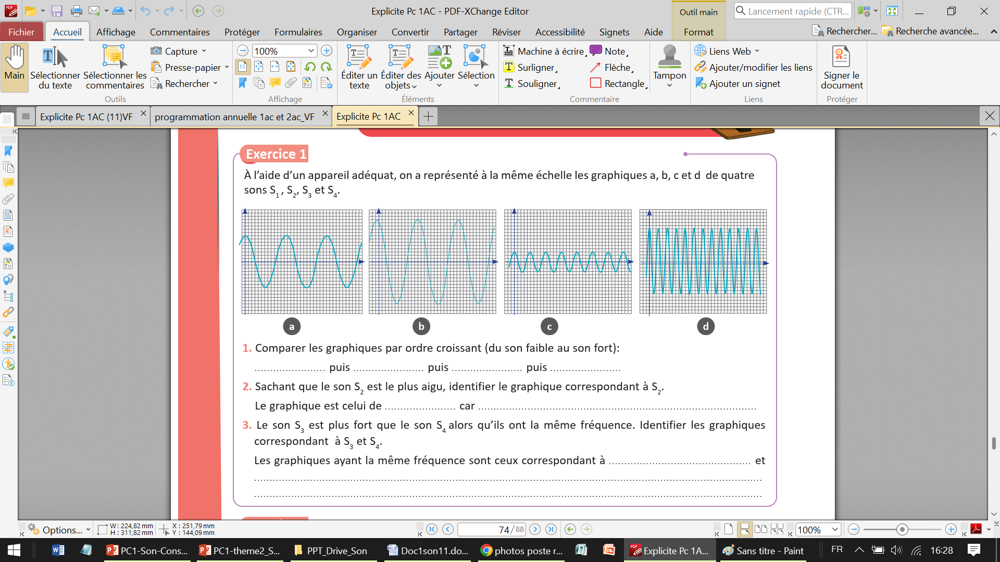 Explicite Pc 1AC - PDF-XChange Editor
Outil main
Lancement rapide (CTR...
Fichier
Accueil
Affichage
Commentaires
Protéger
Formulaires
Organiser
Convertir
Partager
Réviser
Accessibilité
Signets
Aide
Format
Rechercher...
Recherche avancée...
Main
Sélectionner du texte
Sélectionner les commentaires
Capture
Presse-papier
Rechercher
Outils
100%
Affichage
Éditer un texte
Éditer des objets
Ajouter
Sélection
Éléments
Machine à écrire
Surligner
Souligner
Note
Flèche
Rectangle
Commentaire
Tampon
Liens Web
Ajouter/modifier les liens
Ajouter un signet
Liens
Signer le document
Protéger
Explicite Pc 1AC (11)VF
programmation annuelle 1ac et 2ac_VF
Explicite Pc 1AC
Exercice 1
À l'aide d'un appareil adéquat, on a représenté à la même échelle les graphiques a, b, c et d de quatre
sons S1 , S2, S3 et S4.
a
b
c
d
1. Comparer les graphiques par ordre croissant (du son faible au son fort):
....................... puis ....................... puis ....................... puis .......................
2. Sachant que le son S2 est le plus aigu, identifier le graphique correspondant à S2.
Le graphique est celui de ....................... car ..........................................................................................
3. Le son S3 est plus fort que le son S4 alors qu'ils ont la même fréquence. Identifier les graphiques
correspondant à S3 et S4.
Les graphiques ayant la même fréquence sont ceux correspondant à .............................................. et
Options...
W : 224,82 mm
H : 311,82 mm
X : 251,79 mm
Y : 144,09 mm
74 / 88
100%
PC1-Son-Cons...
PC1-theme2_S...
PPT_Drive_Son
Doc1son11.do...
photos poste r...
Explicite Pc 1A...
Sans titre - Paint
FR
16:28